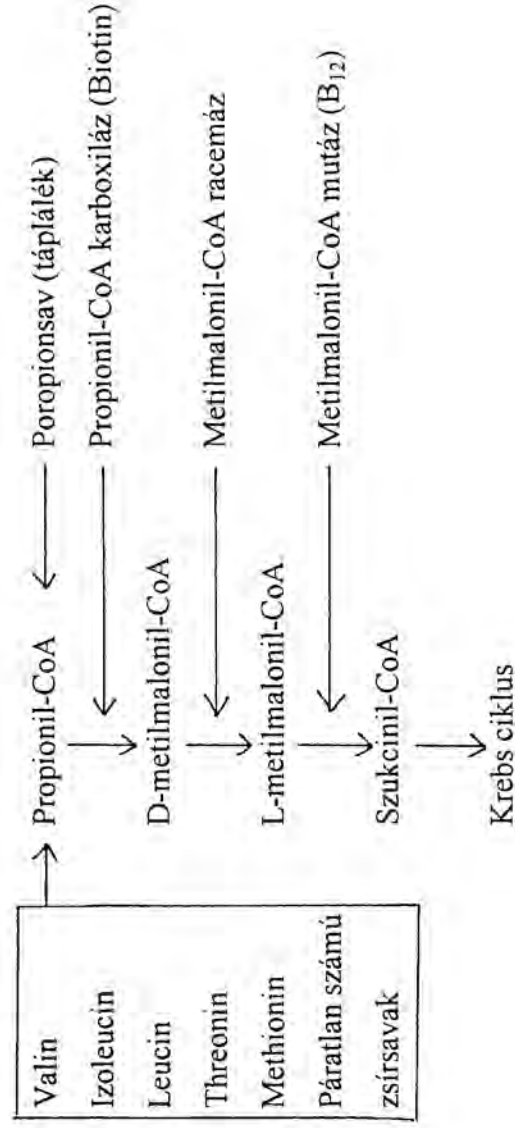 Valin
Izoleucin
Leucin
Threonin
Methionin
Páratlan számú
zsírsavak
Propionil-CoA
D-metilmalonil-CoA
L-metilmalonil-CoA
Szukcinil-CoA
Krebs ciklus
Poropionsav (táplálék)
Propionil-CoA karboxiláz (Biotin)
Metilmalonil-CoA racemáz
Metilmalonil-CoA mutáz (B₁₂)